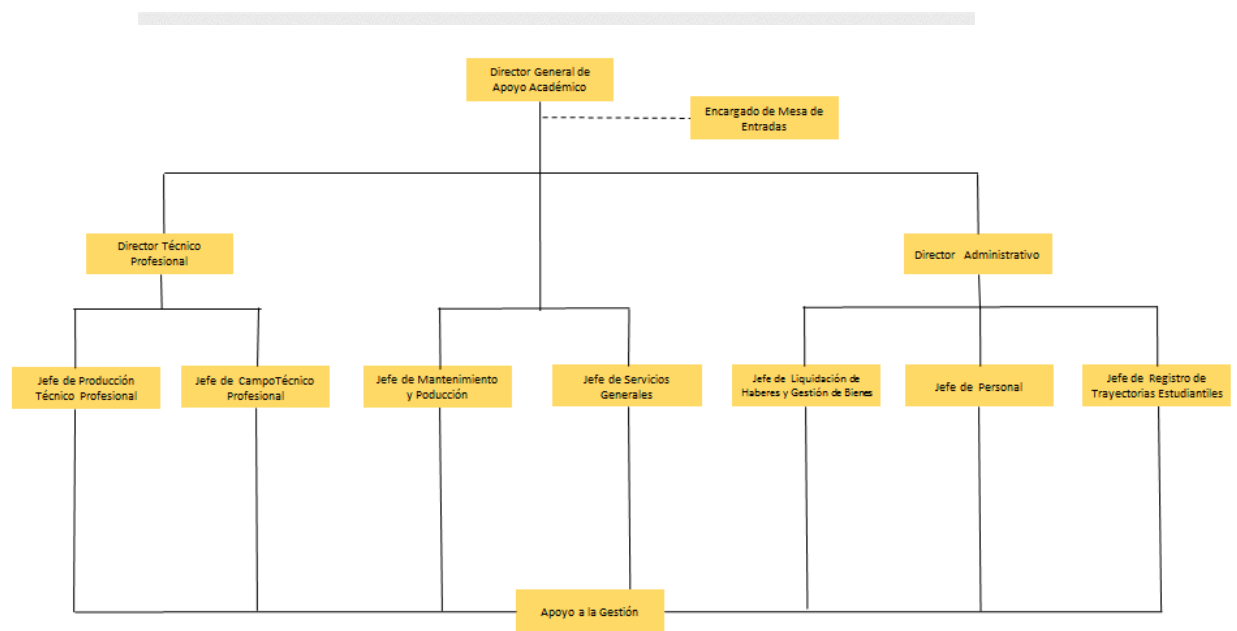 Director General de
Apoyo Académico
Encargado de Mesa de
Entradas
Director Técnico
Profesional
Director Administrativo
Jefe de Producción
Técnico Profesional
Jefe de CampoTécnico
Profesional
Jefe de Mantenimiento
y Poducción
Jefe de Servicios
Generales
Jefe de Liquidación de
Haberes y Gestión de Bienes
Jefe de Personal
Jefe de Registro de
Trayectorias Estudiantiles
Apoyo a la Gestión